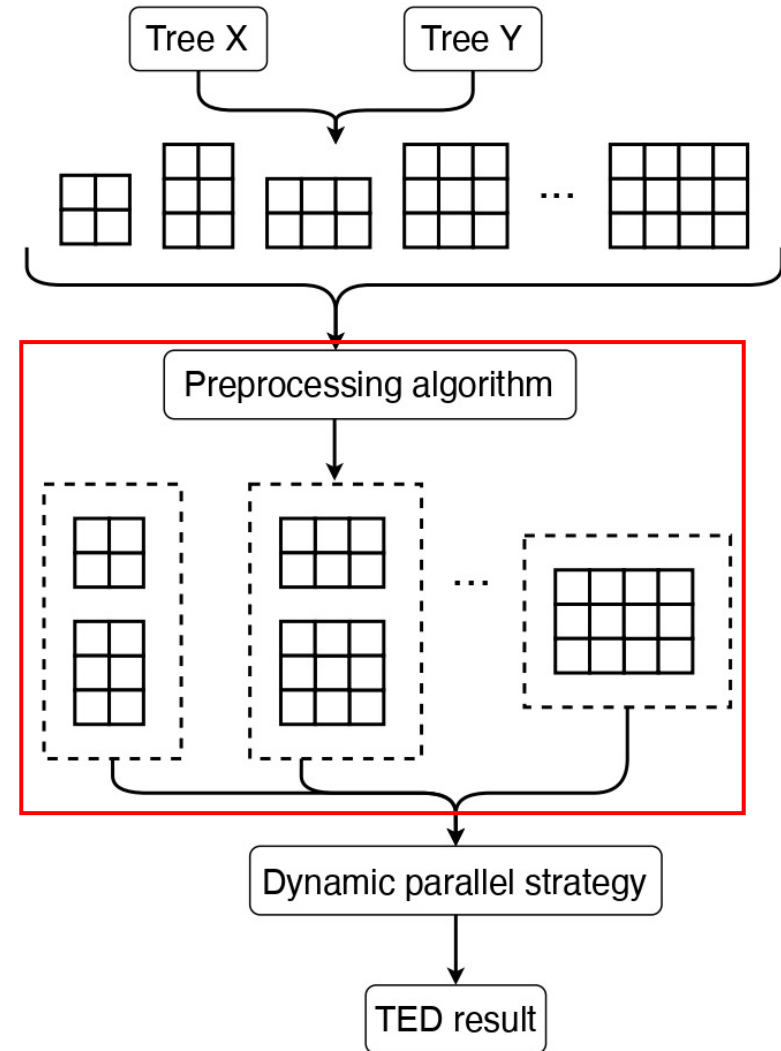 Tree X
Tree Y
...
Preprocessing algorithm
...
Dynamic parallel strategy
TED result